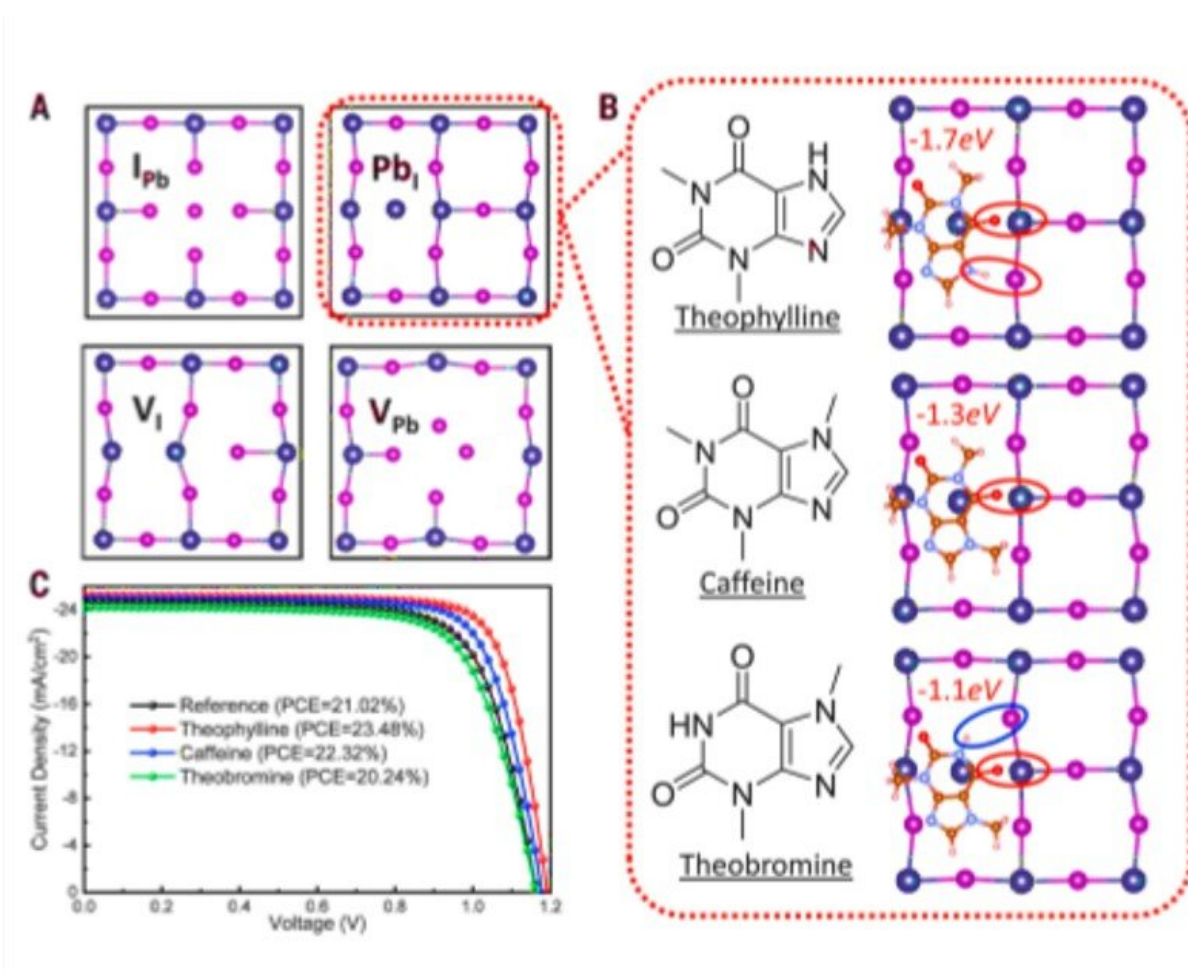 A
I_Pb
Pb_I
V_I
V_Pb
B
-1.7eV
O
H
N
N
O
N
N
Theophylline
-1.3eV
O
N
N
O
N
N
Caffeine
-1.1eV
O
HN
N
O
N
N
Theobromine
C
Current Density (mA/cm²)
-24
-20
-16
-12
-8
-4
0
Reference (PCE=21.02%)
Theophylline (PCE=23.48%)
Caffeine (PCE=22.32%)
Theobromine (PCE=20.24%)
0.0 0.2 0.4 0.6 0.8 1.0 1.2
Voltage (V)